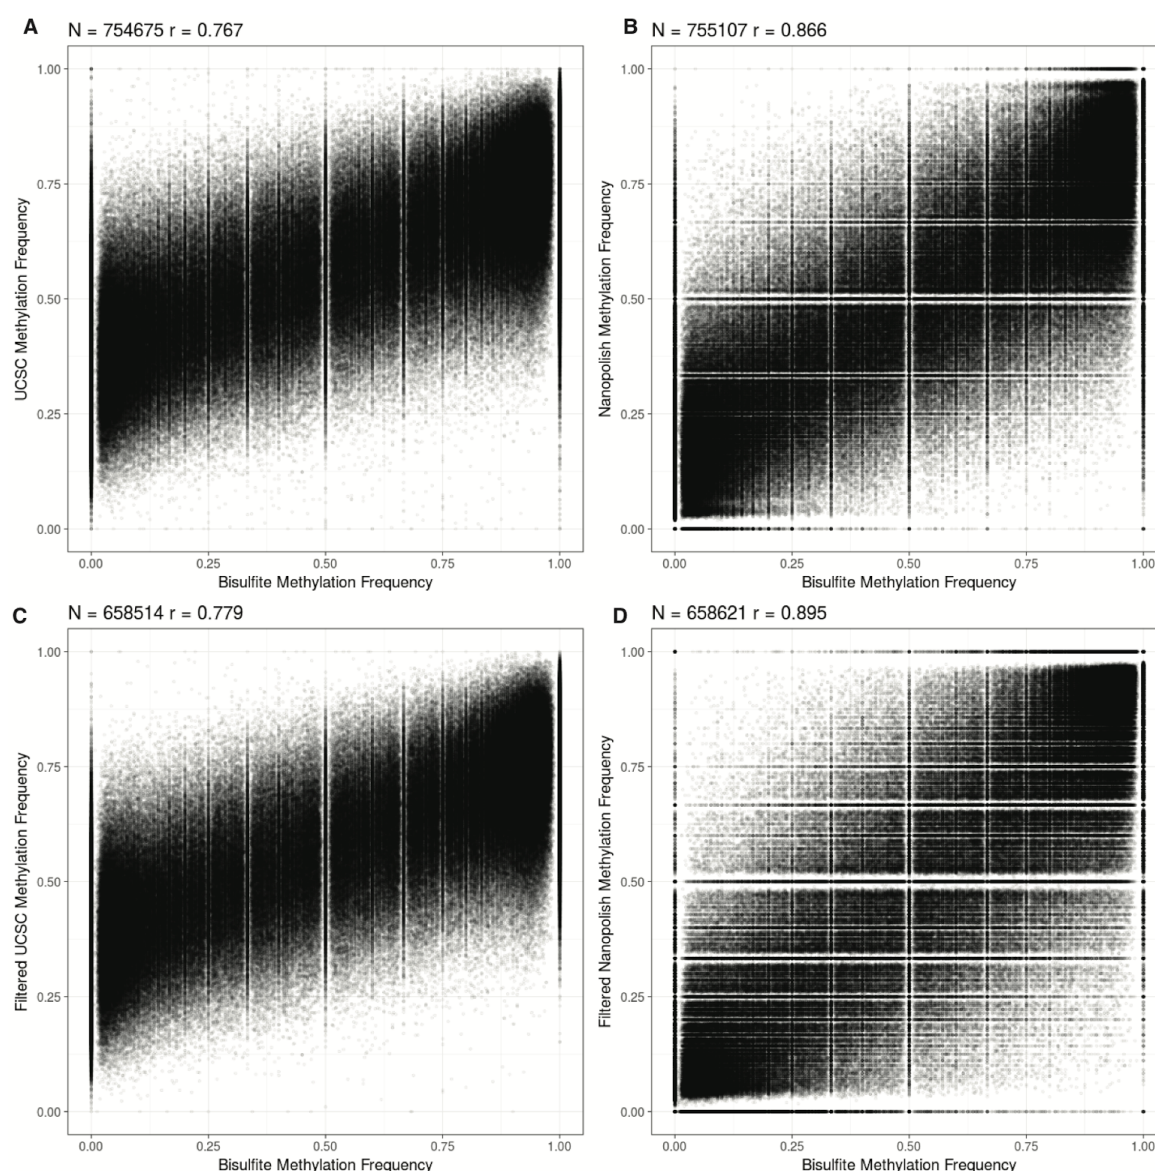 A
N = 754675 r = 0.767
UCSC Methylation Frequency
1.00
0.75
0.50
0.25
0.00
0.00 0.25 0.50 0.75 1.00
Bisulfite Methylation Frequency
B
N = 755107 r = 0.866
Nanopolish Methylation Frequency
1.00
0.75
0.50
0.25
0.00
0.00 0.25 0.50 0.75 1.00
Bisulfite Methylation Frequency
C
N = 658514 r = 0.779
Filtered UCSC Methylation Frequency
1.00
0.75
0.50
0.25
0.00
0.00 0.25 0.50 0.75 1.00
Bisulfite Methylation Frequency
D
N = 658621 r = 0.895
Filtered Nanopolish Methylation Frequency
1.00
0.75
0.50
0.25
0.00
0.00 0.25 0.50 0.75 1.00
Bisulfite Methylation Frequency